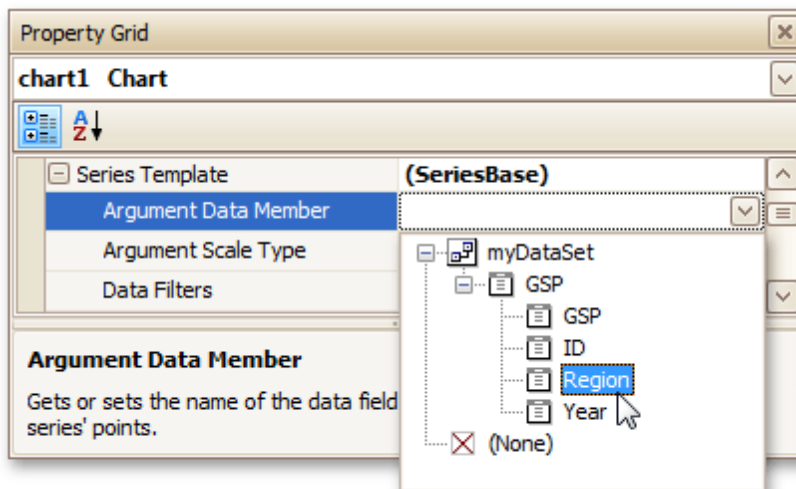 Property Grid
chart1 Chart
A
Z
Series Template (SeriesBase)
Argument Data Member
Argument Scale Type
Data Filters
myDataSet
GSP
GSP
ID
Region
Year
(None)
Argument Data Member
Gets or sets the name of the data field
series' points.